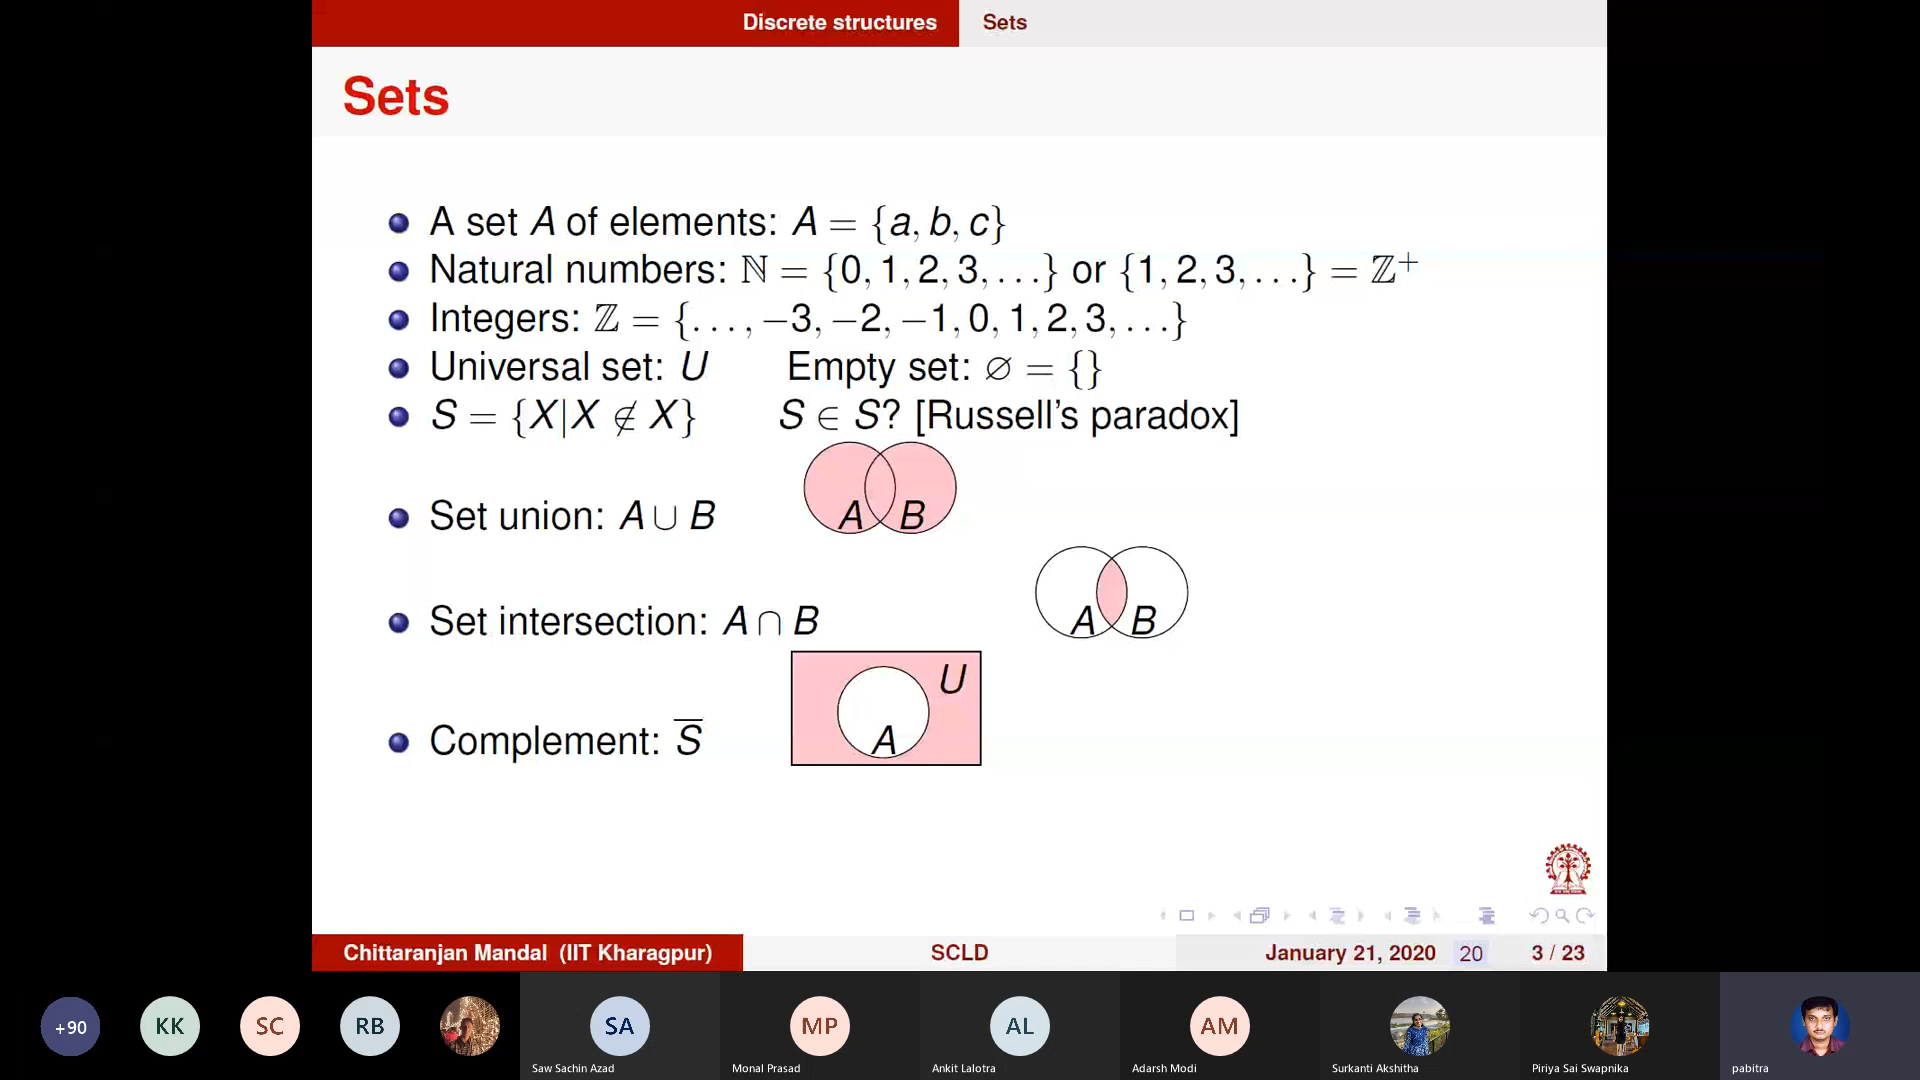 Discrete structures Sets
Sets
A set A of elements: A = {a, b, c}
Natural numbers: ℕ = {0, 1, 2, 3, . . .} or {1, 2, 3, . . .} = ℤ⁺
Integers: ℤ = {. . . , −3, −2, −1, 0, 1, 2, 3, . . .}
Universal set: U Empty set: ∅ = {}
S = {X|X ∉ X} S ∈ S? [Russell's paradox]
Set union: A ∪ B A B
Set intersection: A ∩ B A B
U
Complement: S̅ A
Chittaranjan Mandal (IIT Kharagpur) SCLD January 21, 2020 20 3 / 23
+90 KK SC RB SA MP AL AM
Saw Sachin Azad Monal Prasad Ankit Lalotra Adarsh Modi Surkanti Akshitha Piriya Sai Swapnika pabitra